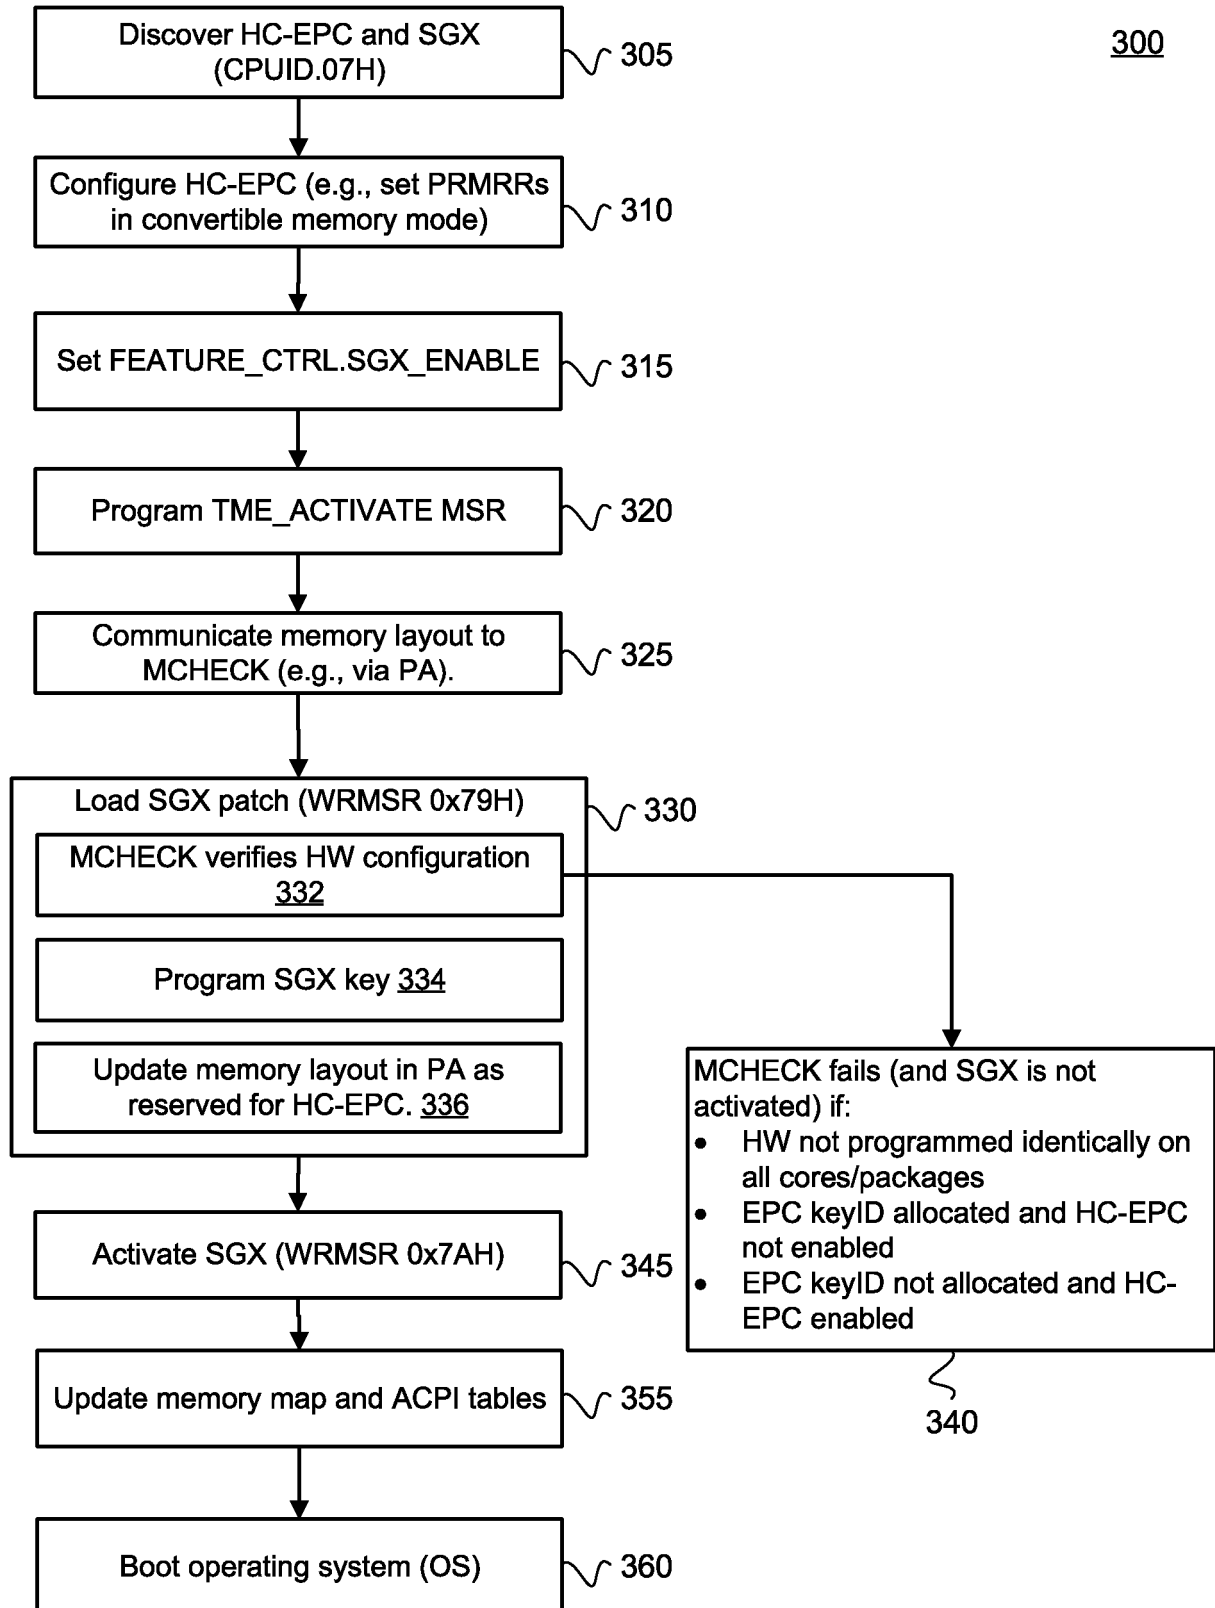 Discover HC-EPC and SGX
(CPUID.07H)
305
300
Configure HC-EPC (e.g., set PRMRRs
in convertible memory mode)
310
Set FEATURE_CTRL.SGX_ENABLE
315
Program TME_ACTIVATE MSR
320
Communicate memory layout to
MCHECK (e.g., via PA).
325
Load SGX patch (WRMSR 0x79H)
330
MCHECK verifies HW configuration
332
Program SGX key 334
Update memory layout in PA as
reserved for HC-EPC. 336
MCHECK fails (and SGX is not
activated) if:
• HW not programmed identically on
all cores/packages
• EPC keyID allocated and HC-EPC
not enabled
• EPC keyID not allocated and HC-
EPC enabled
340
Activate SGX (WRMSR 0x7AH)
345
Update memory map and ACPI tables
355
Boot operating system (OS)
360